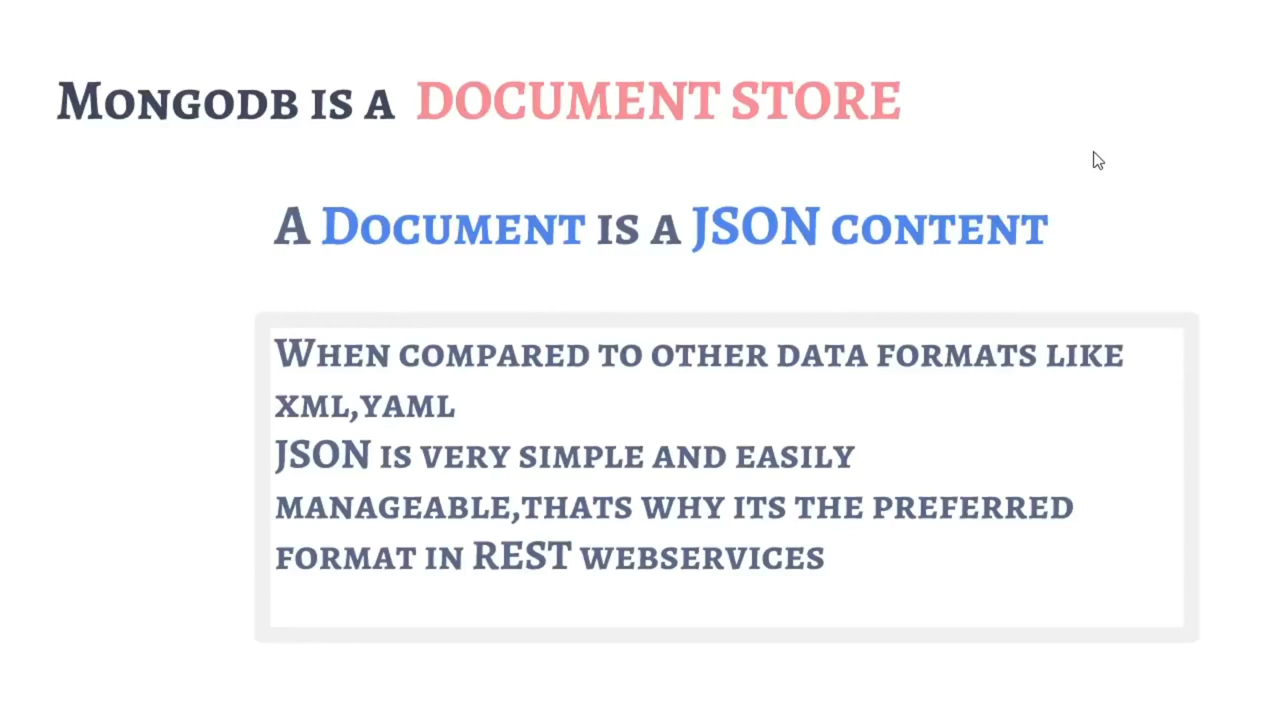 Mongodb is a DOCUMENT STORE
A Document is a JSON content
When compared to other data formats like
xml,yaml
JSON is very simple and easily
manageable,thats why its the preferred
format in REST webservices